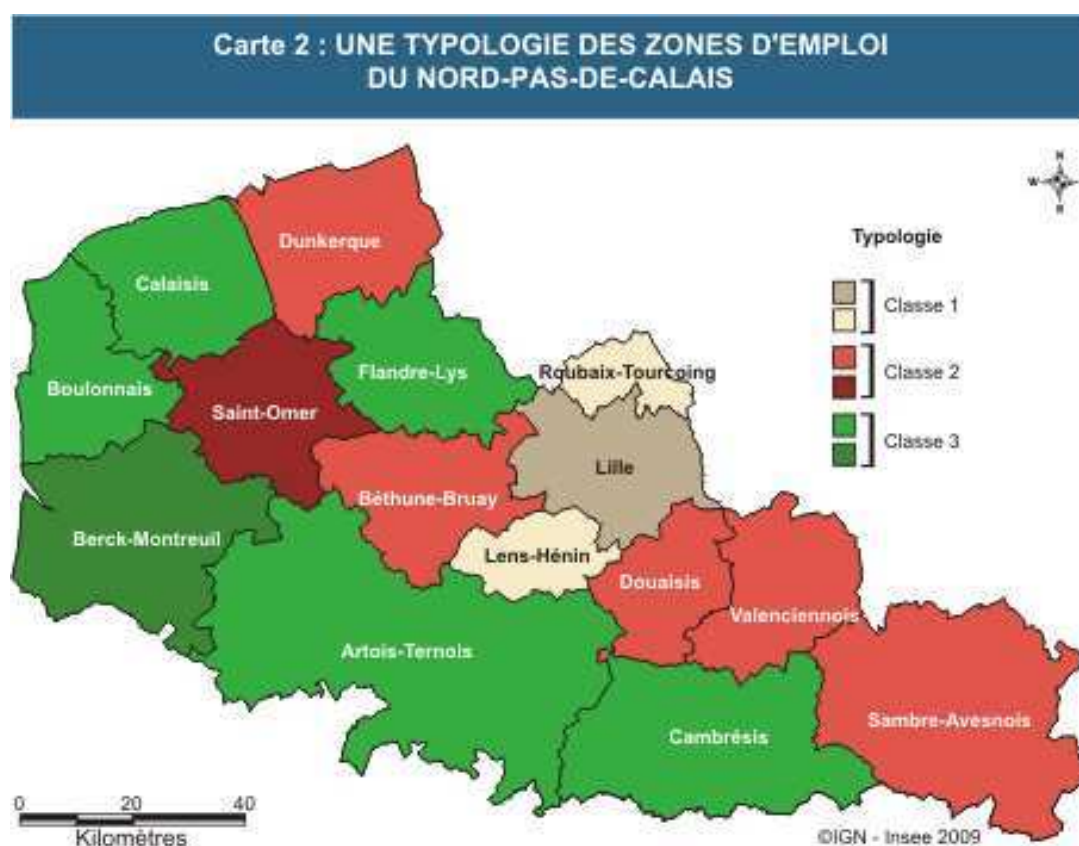 Carte 2 : UNE TYPOLOGIE DES ZONES D'EMPLOI
DU NORD-PAS-DE-CALAIS
N
W
Dunkerque
Typologie
Calaisis
Classe 1
Flandre-Lys
Roubaix-Tourcoing
Classe 2
Boulonnais
Saint-Omer
Classe 3
Lille
Béthune-Bruay
Berck-Montreuil
Lens-Hénin
Douaisis
Valenciennois
Artois-Ternois
Sambre-Avesnois
Cambrésis
0 20 40
Kilomètres
©IGN - Insee 2009